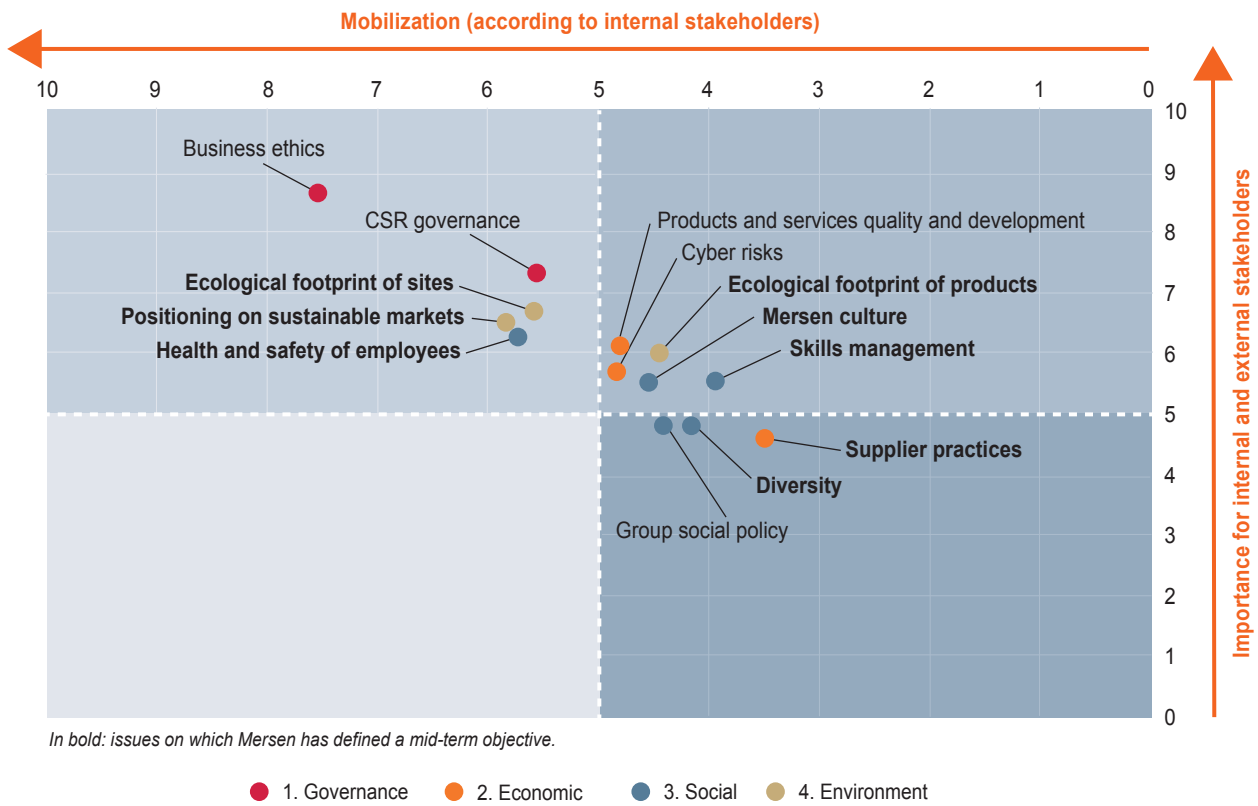 Mobilization (according to internal stakeholders)
10 9 8 7 6 5 4 3 2 1 0
10
9
8
7
6
5
4
3
2
1
0
Importance for internal and external stakeholders
Business ethics
CSR governance
Ecological footprint of sites
Positioning on sustainable markets
Health and safety of employees
Products and services quality and development
Cyber risks
Ecological footprint of products
Mersen culture
Skills management
Supplier practices
Diversity
Group social policy
In bold: issues on which Mersen has defined a mid-term objective.
1. Governance 2. Economic 3. Social 4. Environment